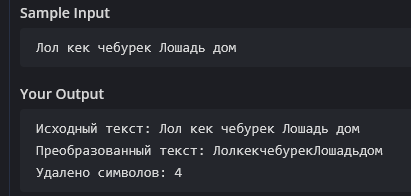 Sample Input
Лол кек чебурек Лошадь дом
Your Output
Исходный текст: Лол кек чебурек Лошадь дом
Преобразованный текст: ЛолкекчебурекЛошадьдом
Удалено символов: 4